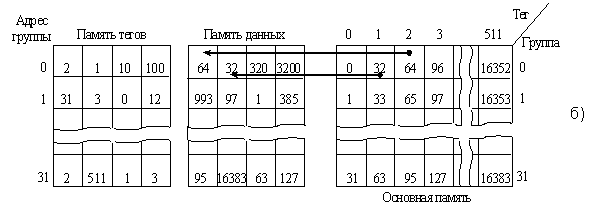 Адрес группы Память тегов Память данных 0 1 2 3 511 Тег Группа
0 2 1 10 100 64 32 320 3200 0 32 64 96 16352 0
1 31 3 0 12 993 97 1 385 1 33 65 97 16353 1
б)
31 2 511 1 3 95 16383 63 127 31 63 95 127 16383 31
Основная память